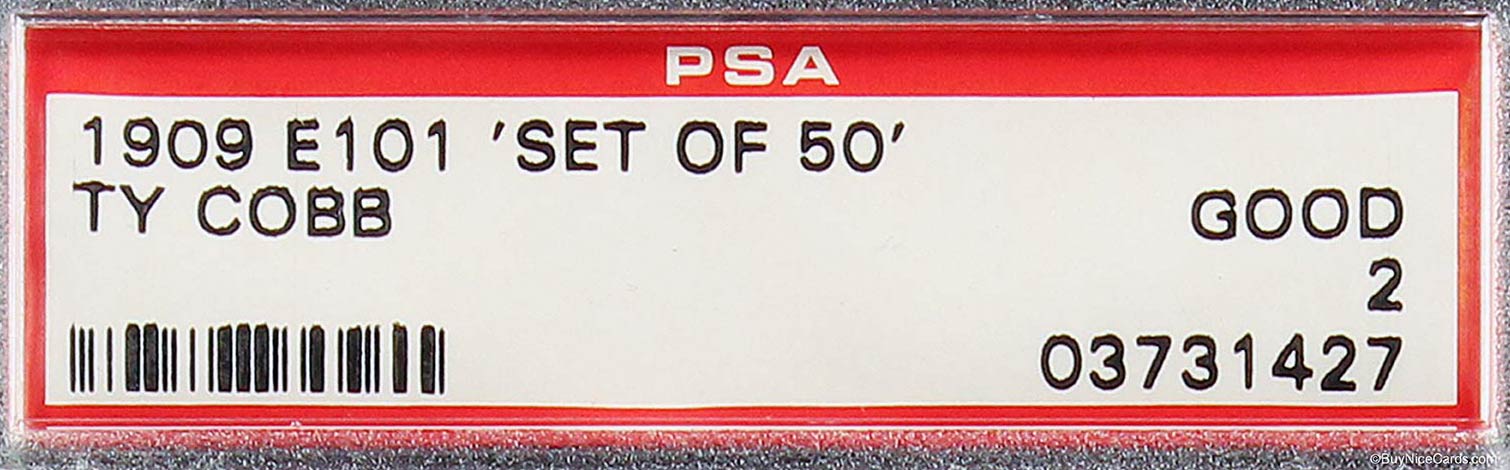 PSA
1909 E101 'SET OF 50'
TY COBB
GOOD
2
03731427
©BuyNiceCards.com